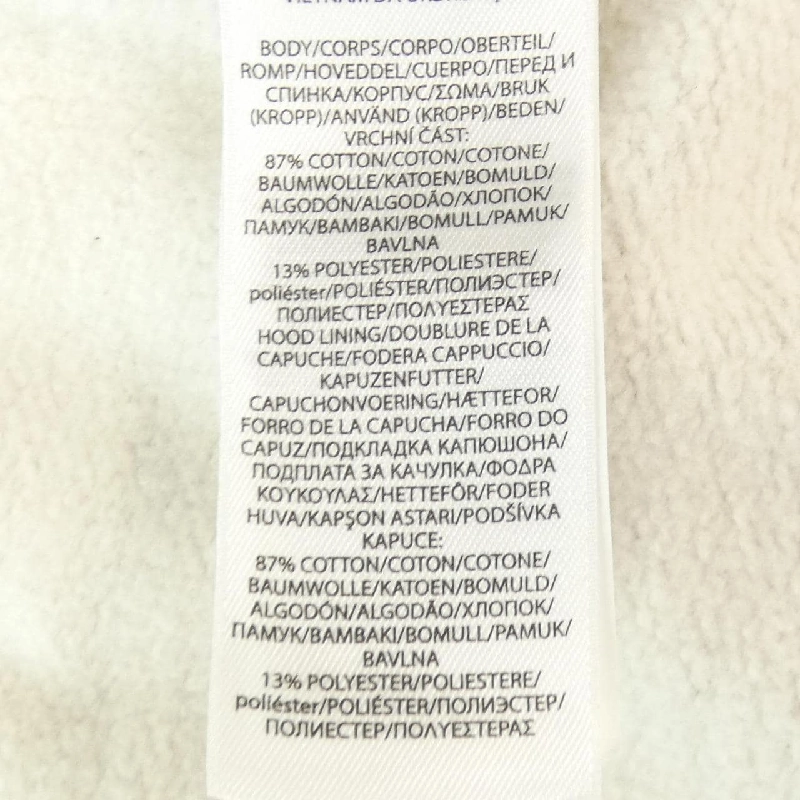 BODY/CORPS/CORPO/OBERTEIL/
ROMP/HOVEDDEL/CUERPO/ПЕРЕД И
СПИНКА/КОРПУС/ΣΩΜΑ/BRUK
(KROPP)/ANVÄND (KROPP)/BEDEN/
VRCHNÍ ČÁST:
87% COTTON/COTON/COTONE/
BAUMWOLLE/KATOEN/BOMULD/
ALGODÓN/ALGODÃO/ХЛОПОК/
ПАМУК/BAMBAKI/BOMULL/PAMUK/
BAVLNA
13% POLYESTER/POLIESTERE/
poliéster/POLIÉSTER/ПОЛИЭСТЕР/
ПОЛИЕСТЕР/ΠΟΛΥΕΣΤΕΡΑΣ
HOOD LINING/DOUBLURE DE LA
CAPUCHE/FODERA CAPPUCCIO/
KAPUZENFUTTER/
CAPUCHONVOERING/HÆTTEFOR/
FORRO DE LA CAPUCHA/FORRO DO
CAPUZ/ПОДКЛАДКА КАПЮШОНА/
ПОДПЛАТА ЗА КАЧУЛКА/ΦΟΔΡΑ
ΚΟΥΚΟΥΛΑΣ/HETTEFÔR/FODER
HUVA/KAPŞON ASTARI/PODŠÍVKA
KAPUCE:
87% COTTON/COTON/COTONE/
BAUMWOLLE/KATOEN/BOMULD/
ALGODÓN/ALGODÃO/ХЛОПОК/
ПАМУК/BAMBAKI/BOMULL/PAMUK/
BAVLNA
13% POLYESTER/POLIESTERE/
poliéster/POLIÉSTER/ПОЛИЭСТЕР/
ПОЛИЕСТЕР/ΠΟΛΥΕΣΤΕΡΑΣ